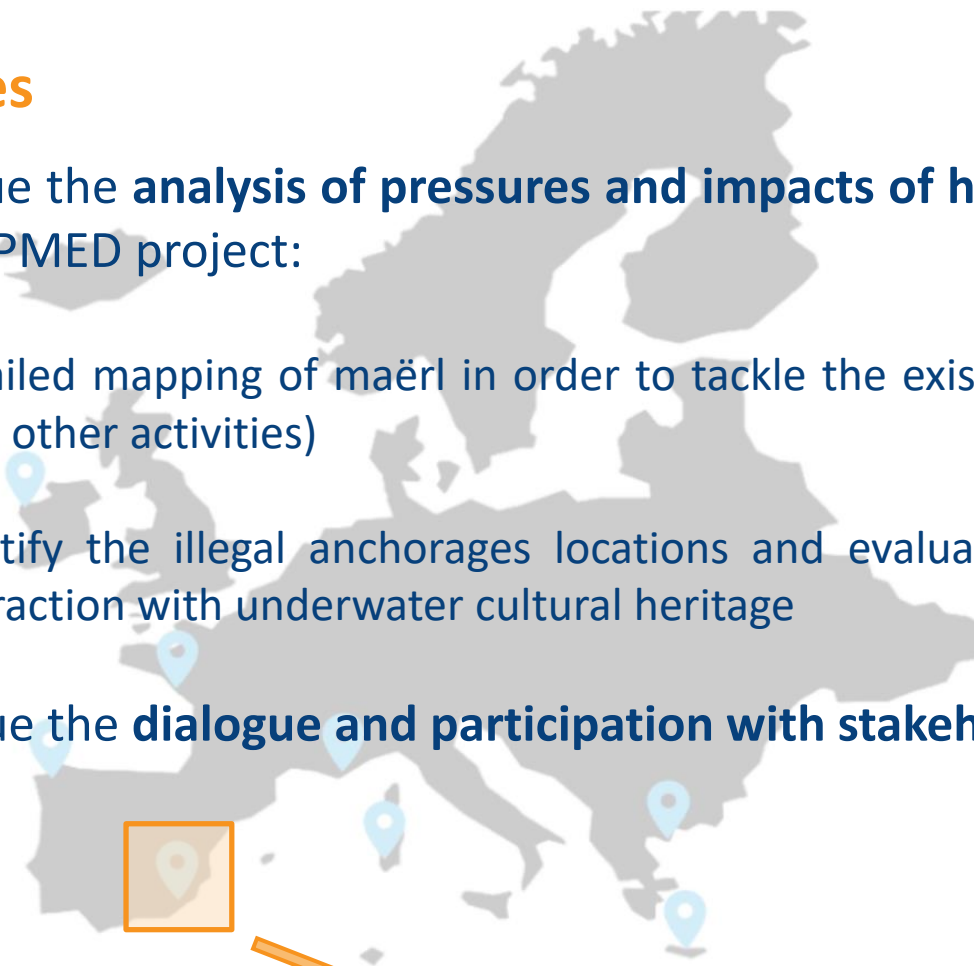 es
ue the analysis of pressures and impacts of h
PMED project:
ailed mapping of maërl in order to tackle the exis
other activities)
tify the illegal anchorages locations and evalua
raction with underwater cultural heritage
ue the dialogue and participation with stakeh